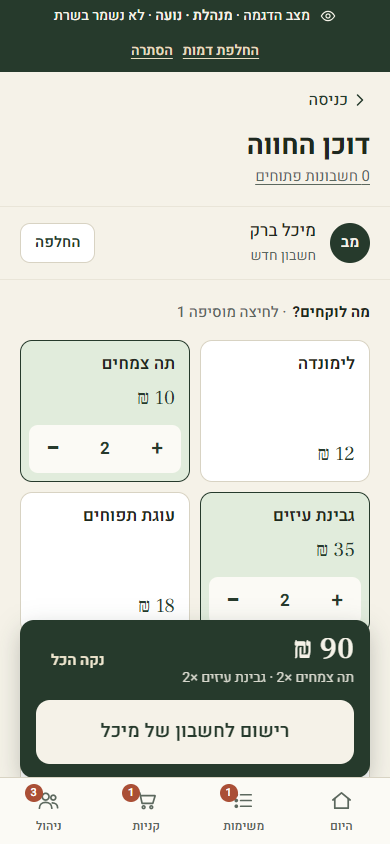 מצב הדגמה · מנהלת · נועה · לא נשמר בשרת
החלפת דמות הסתרה
כניסה
דוכן החווה
0 חשבונות פתוחים
מב
מיכל ברק
חשבון חדש
החלפה
מה לוקחים? · לחיצה מוסיפה 1
לימונדה
12 ₪
תה צמחים
10 ₪
+ 2 −
גבינת עיזים
35 ₪
+ 2 −
עוגת תפוחים
18 ₪
90 ₪
תה צמחים ×2 · גבינת עיזים ×2
נקה הכל
רישום לחשבון של מיכל
היום
1
משימות
1
קניות
3
ניהול